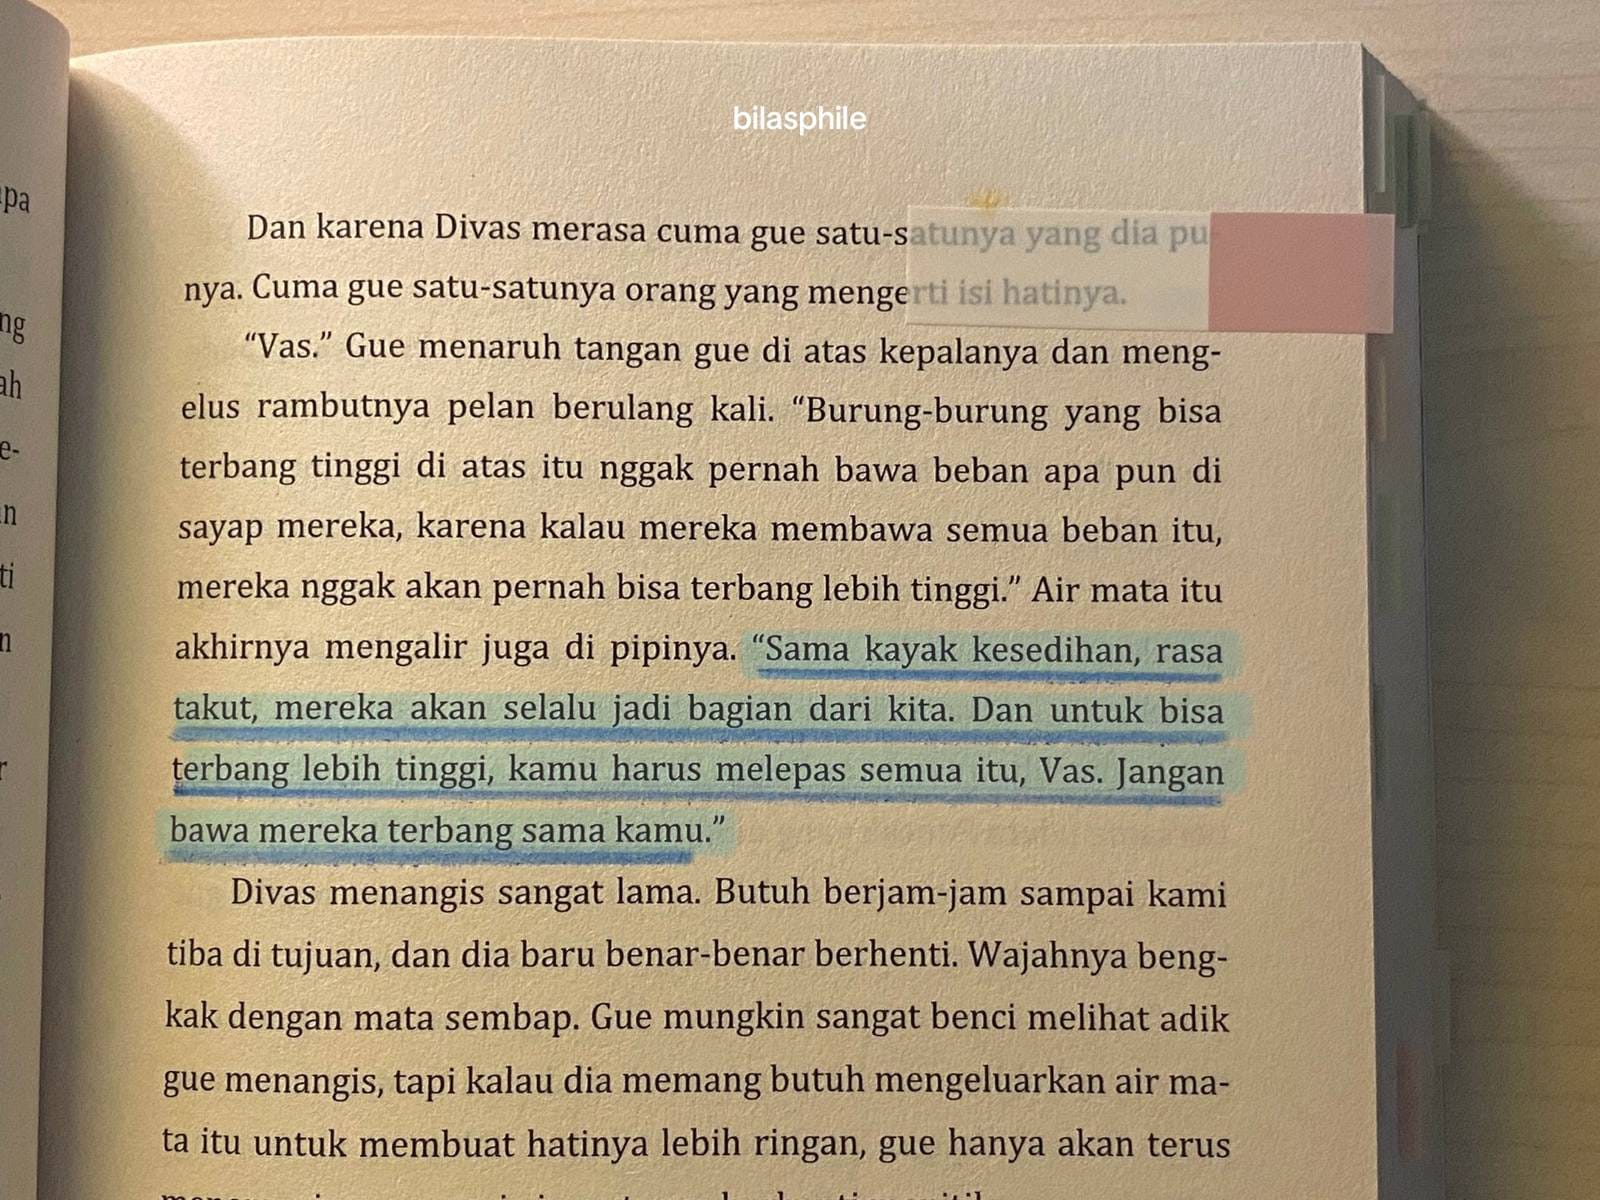 bilasphile
Dan karena Divas merasa cuma gue satu-satunya yang dia pu
nya. Cuma gue satu-satunya orang yang mengerti isi hatinya.
“Vas.” Gue menaruh tangan gue di atas kepalanya dan meng-
elus rambutnya pelan berulang kali. “Burung-burung yang bisa
terbang tinggi di atas itu nggak pernah bawa beban apa pun di
sayap mereka, karena kalau mereka membawa semua beban itu,
mereka nggak akan pernah bisa terbang lebih tinggi.” Air mata itu
akhirnya mengalir juga di pipinya. “Sama kayak kesedihan, rasa
takut, mereka akan selalu jadi bagian dari kita. Dan untuk bisa
terbang lebih tinggi, kamu harus melepas semua itu, Vas. Jangan
bawa mereka terbang sama kamu.”
Divas menangis sangat lama. Butuh berjam-jam sampai kami
tiba di tujuan, dan dia baru benar-benar berhenti. Wajahnya beng-
kak dengan mata sembap. Gue mungkin sangat benci melihat adik
gue menangis, tapi kalau dia memang butuh mengeluarkan air ma-
ta itu untuk membuat hatinya lebih ringan, gue hanya akan terus